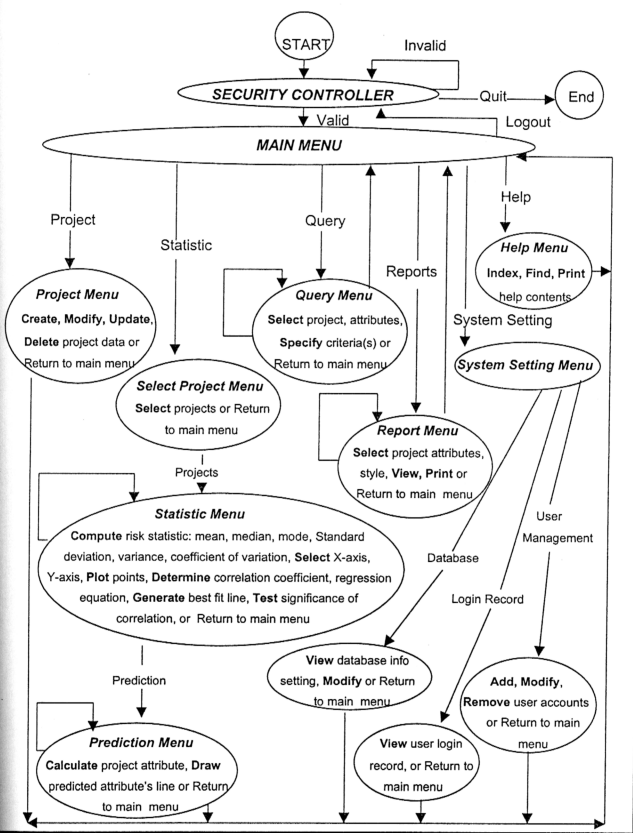 START
Invalid
SECURITY CONTROLLER
Quit
End
Valid
Logout
MAIN MENU
Project
Statistic
Query
Reports
Help
System Setting
Project Menu
Create, Modify, Update,
Delete project data or
Return to main menu
Query Menu
Select project, attributes,
Specify criteria(s) or
Return to main menu
Help Menu
Index, Find, Print
help contents
System Setting Menu
Select Project Menu
Select projects or Return
to main menu
Report Menu
Select project attributes,
style, View, Print or
Return to main menu
Projects
Statistic Menu
Compute risk statistic: mean, median, mode, Standard
deviation, variance, coefficient of variation, Select X-axis,
Y-axis, Plot points, Determine correlation coefficient, regression
equation, Generate best fit line, Test significance of
correlation, or Return to main menu
Database
Login Record
User
Management
Prediction
View database info
setting, Modify or Return
to main menu
View user login
record, or Return to
main menu
Add, Modify,
Remove user accounts
or Return to main
menu
Prediction Menu
Calculate project attribute, Draw
predicted attribute's line or Return
to main menu